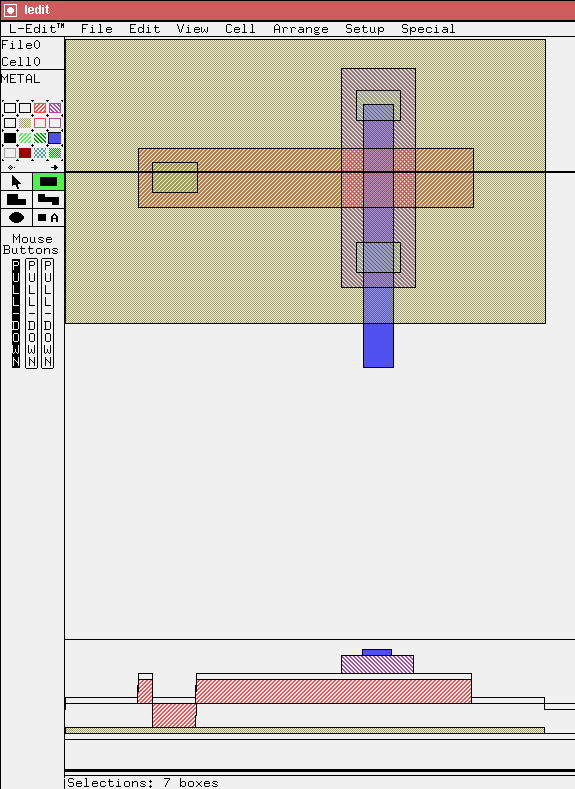 ledit
L-Edit™ File Edit View Cell Arrange Setup Special
File0
Cell0
METAL
A
Mouse
Buttons
PULL-DOWN
PULL-DOWN
PULL-DOWN
Selections: 7 boxes